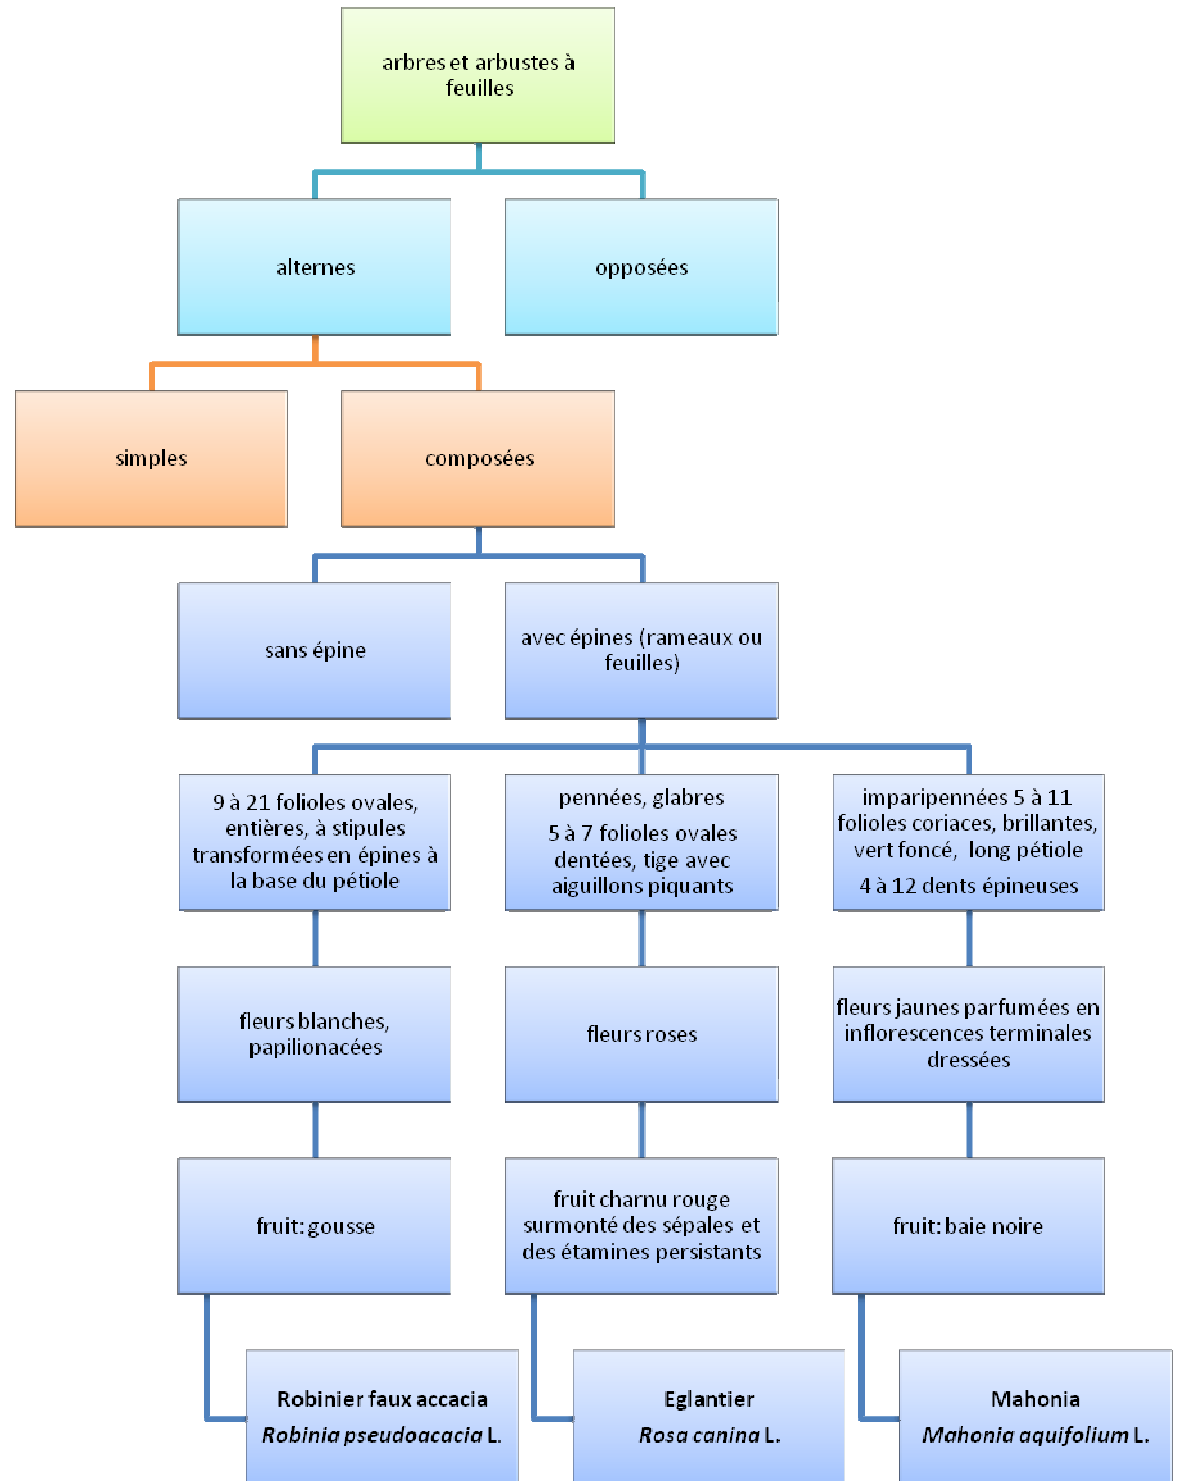 arbres et arbustes à
feuilles
alternes
opposées
simples
composées
sans épine
avec épines (rameaux ou
feuilles)
9 à 21 folioles ovales,
entières, à stipules
transformées en épines à
la base du pétiole
pennées, glabres
5 à 7 folioles ovales
dentées, tige avec
aiguillons piquants
imparipennées 5 à 11
folioles coriaces, brillantes,
vert foncé, long pétiole
4 à 12 dents épineuses
fleurs blanches,
papilionacées
fleurs roses
fleurs jaunes parfumées en
inflorescences terminales
dressées
fruit: gousse
fruit charnu rouge
surmonté des sépales et
des étamines persistants
fruit: baie noire
Robinier faux accacia
Robinia pseudoacacia L.
Eglantier
Rosa canina L.
Mahonia
Mahonia aquifolium L.